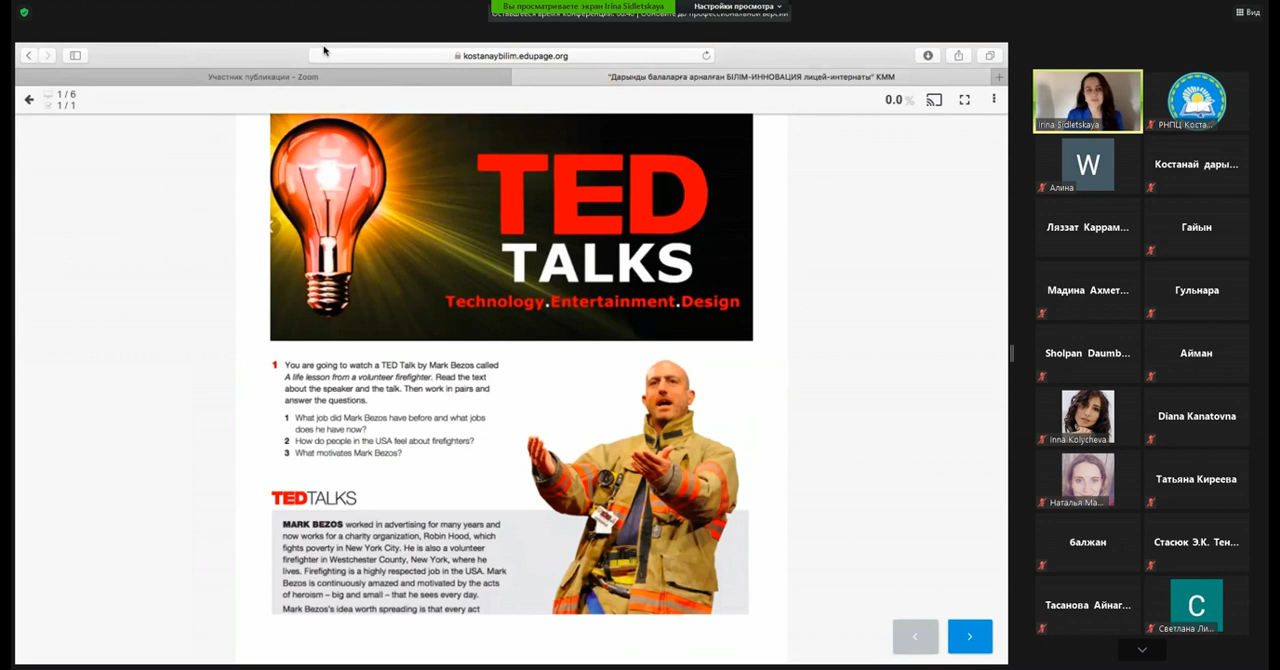 Вы просматриваете экран Irina Sidletskaya
Настройки просмотра
Вид
kostanaybilim.edupage.org
Участник публикации - Zoom
"Дарынды балаларға арналған БІЛІМ-ИННОВАЦИЯ лицей-интернаты" КММ
1 / 6
1 / 1
0.0 %
TED
TALKS
Technology.Entertainment.Design
1 You are going to watch a TED Talk by Mark Bezos called
A life lesson from a volunteer firefighter. Read the text
about the speaker and the talk. Then work in pairs and
answer the questions.
1 What job did Mark Bezos have before and what jobs
does he have now?
2 How do people in the USA feel about firefighters?
3 What motivates Mark Bezos?
TEDTALKS
MARK BEZOS worked in advertising for many years and
now works for a charity organization, Robin Hood, which
fights poverty in New York City. He is also a volunteer
firefighter in Westchester County, New York, where he
lives. Firefighting is a highly respected job in the USA. Mark
Bezos is continuously amazed and motivated by the acts
of heroism – big and small – that he sees every day.
Mark Bezos's idea worth spreading is that every act
Irina Sidletskaya
РНПЦ Коста...
W
Алина
Костанай дары...
Ляззат Каррам...
Гайын
Мадина Ахмет...
Гульнара
Sholpan Daumb...
Айман
Inna Kolycheva
Diana Kanatovna
Наталья Ма...
Татьяна Киреева
балжан
Стасюк Э.К. Тен...
Тасанова Айнаг...
С
Светлана Ли...